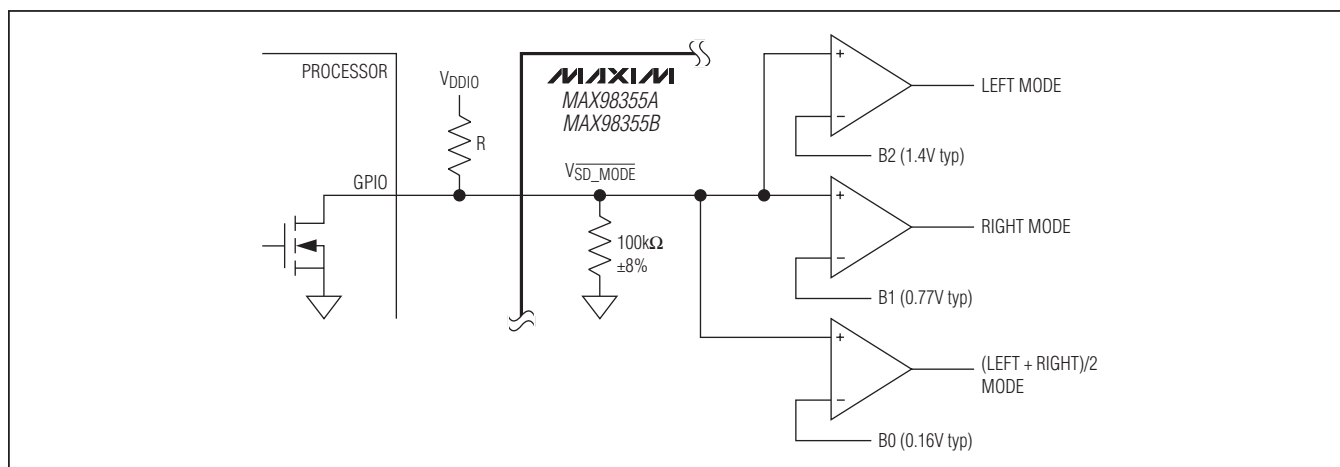 PROCESSOR
VDDIO
R
GPIO
MAXIM
MAX98355A
MAX98355B
VSD_MODE
100kΩ
±8%
+
−
LEFT MODE
B2 (1.4V typ)
+
−
RIGHT MODE
B1 (0.77V typ)
+
−
(LEFT + RIGHT)/2
MODE
B0 (0.16V typ)